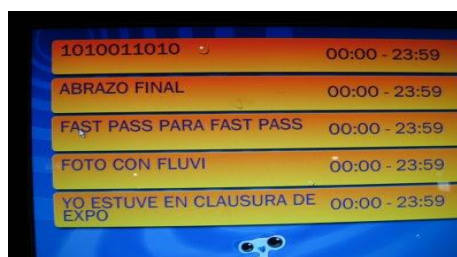 1010011010 00:00 - 23:59
ABRAZO FINAL 00:00 - 23:59
FAST PASS PARA FAST PASS 00:00 - 23:59
FOTO CON FLUVI 00:00 - 23:59
YO ESTUVE EN CLAUSURA DE 00:00 - 23:59
EXPO